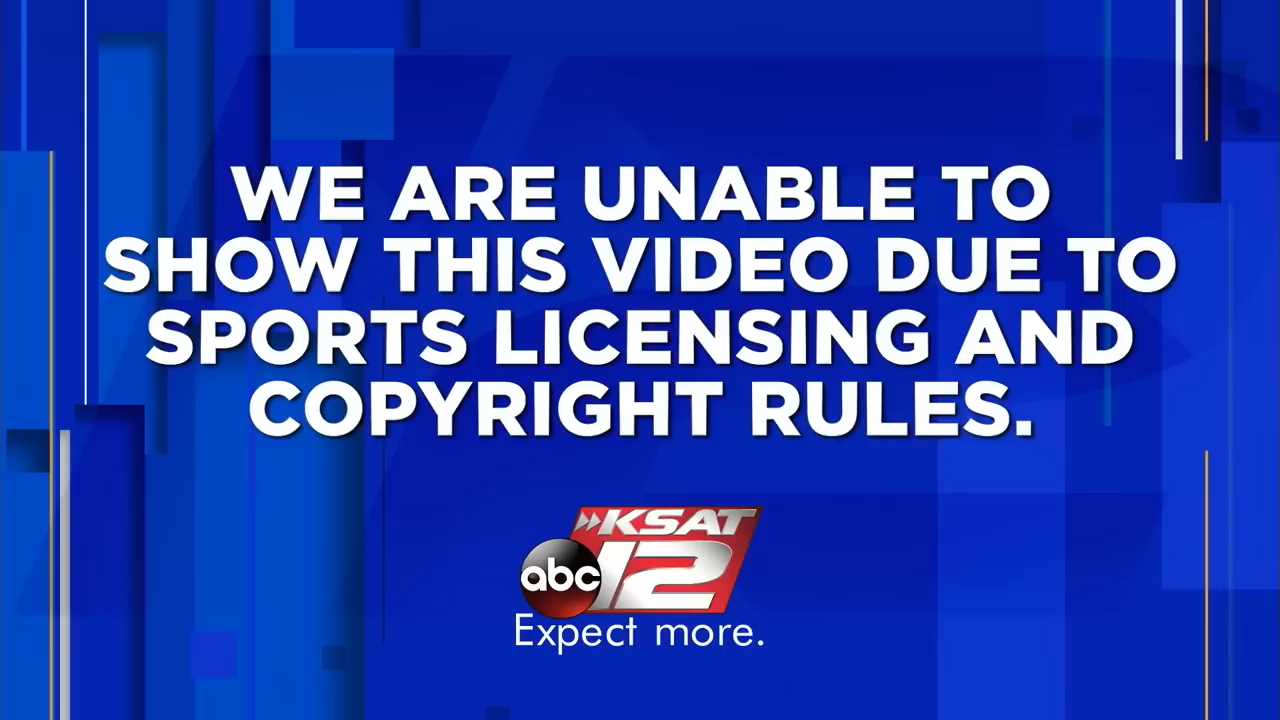 WE ARE UNABLE TO
SHOW THIS VIDEO DUE TO
SPORTS LICENSING AND
COPYRIGHT RULES.
KSAT
abc 12
Expect more.